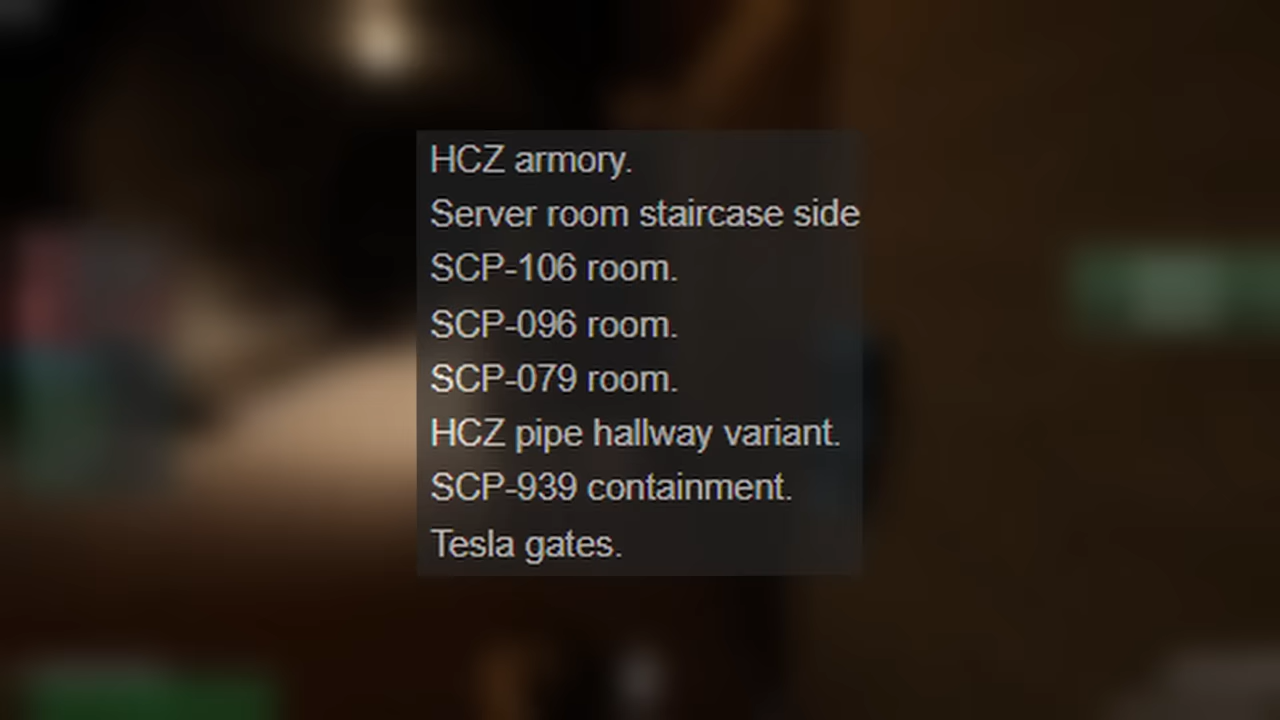 HCZ armory.
Server room staircase side
SCP-106 room.
SCP-096 room.
SCP-079 room.
HCZ pipe hallway variant.
SCP-939 containment.
Tesla gates.